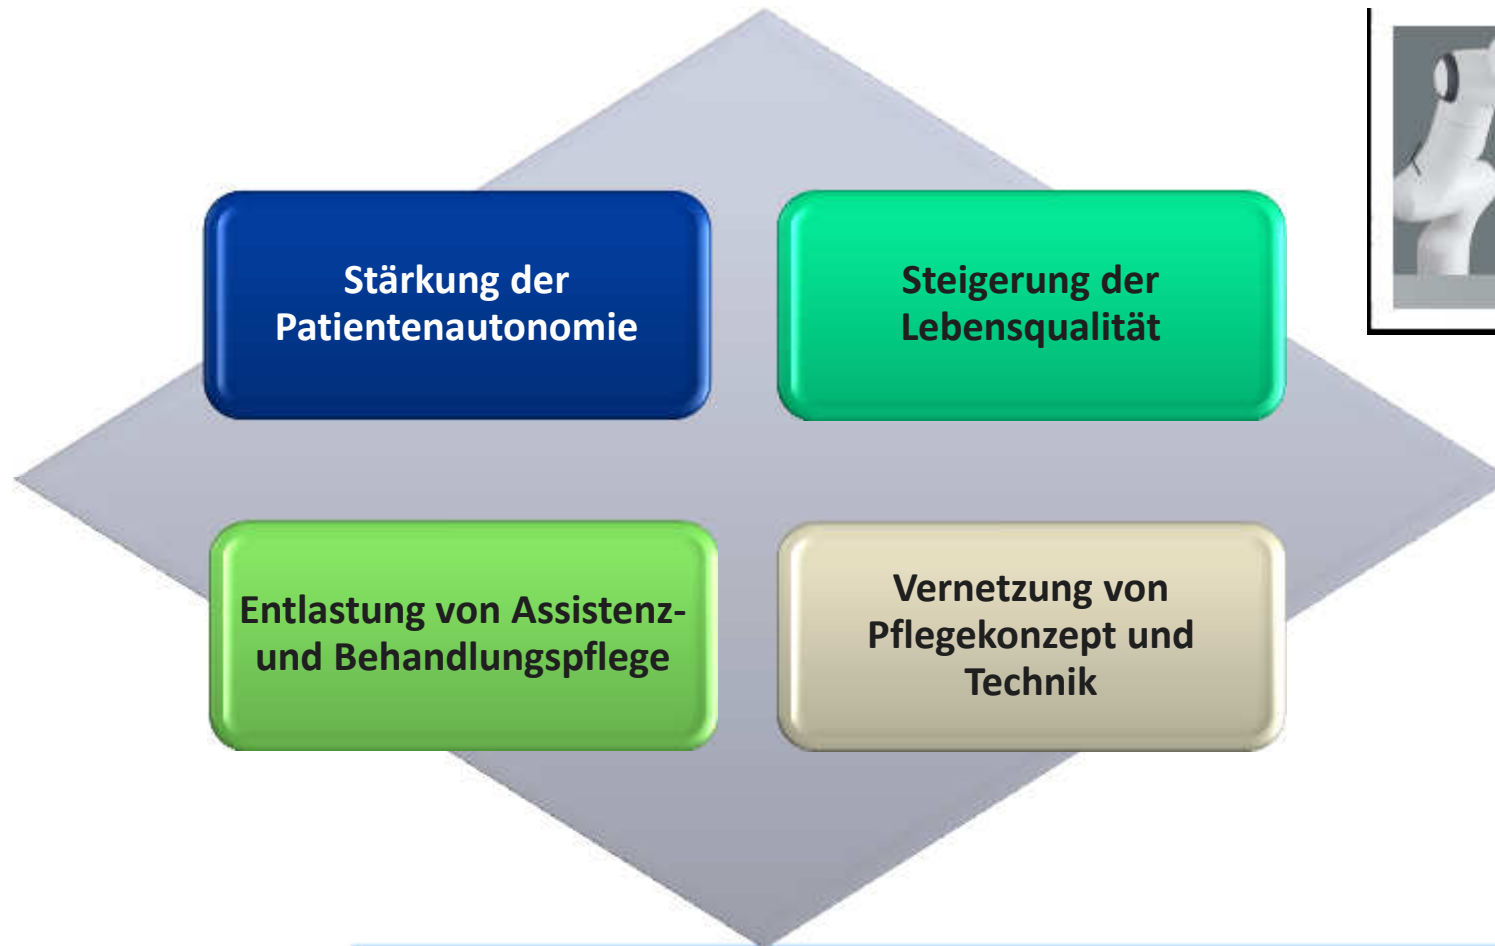 Stärkung der
Patientenautonomie
Steigerung der
Lebensqualität
Entlastung von Assistenz-
und Behandlungspflege
Vernetzung von
Pflegekonzept und
Technik